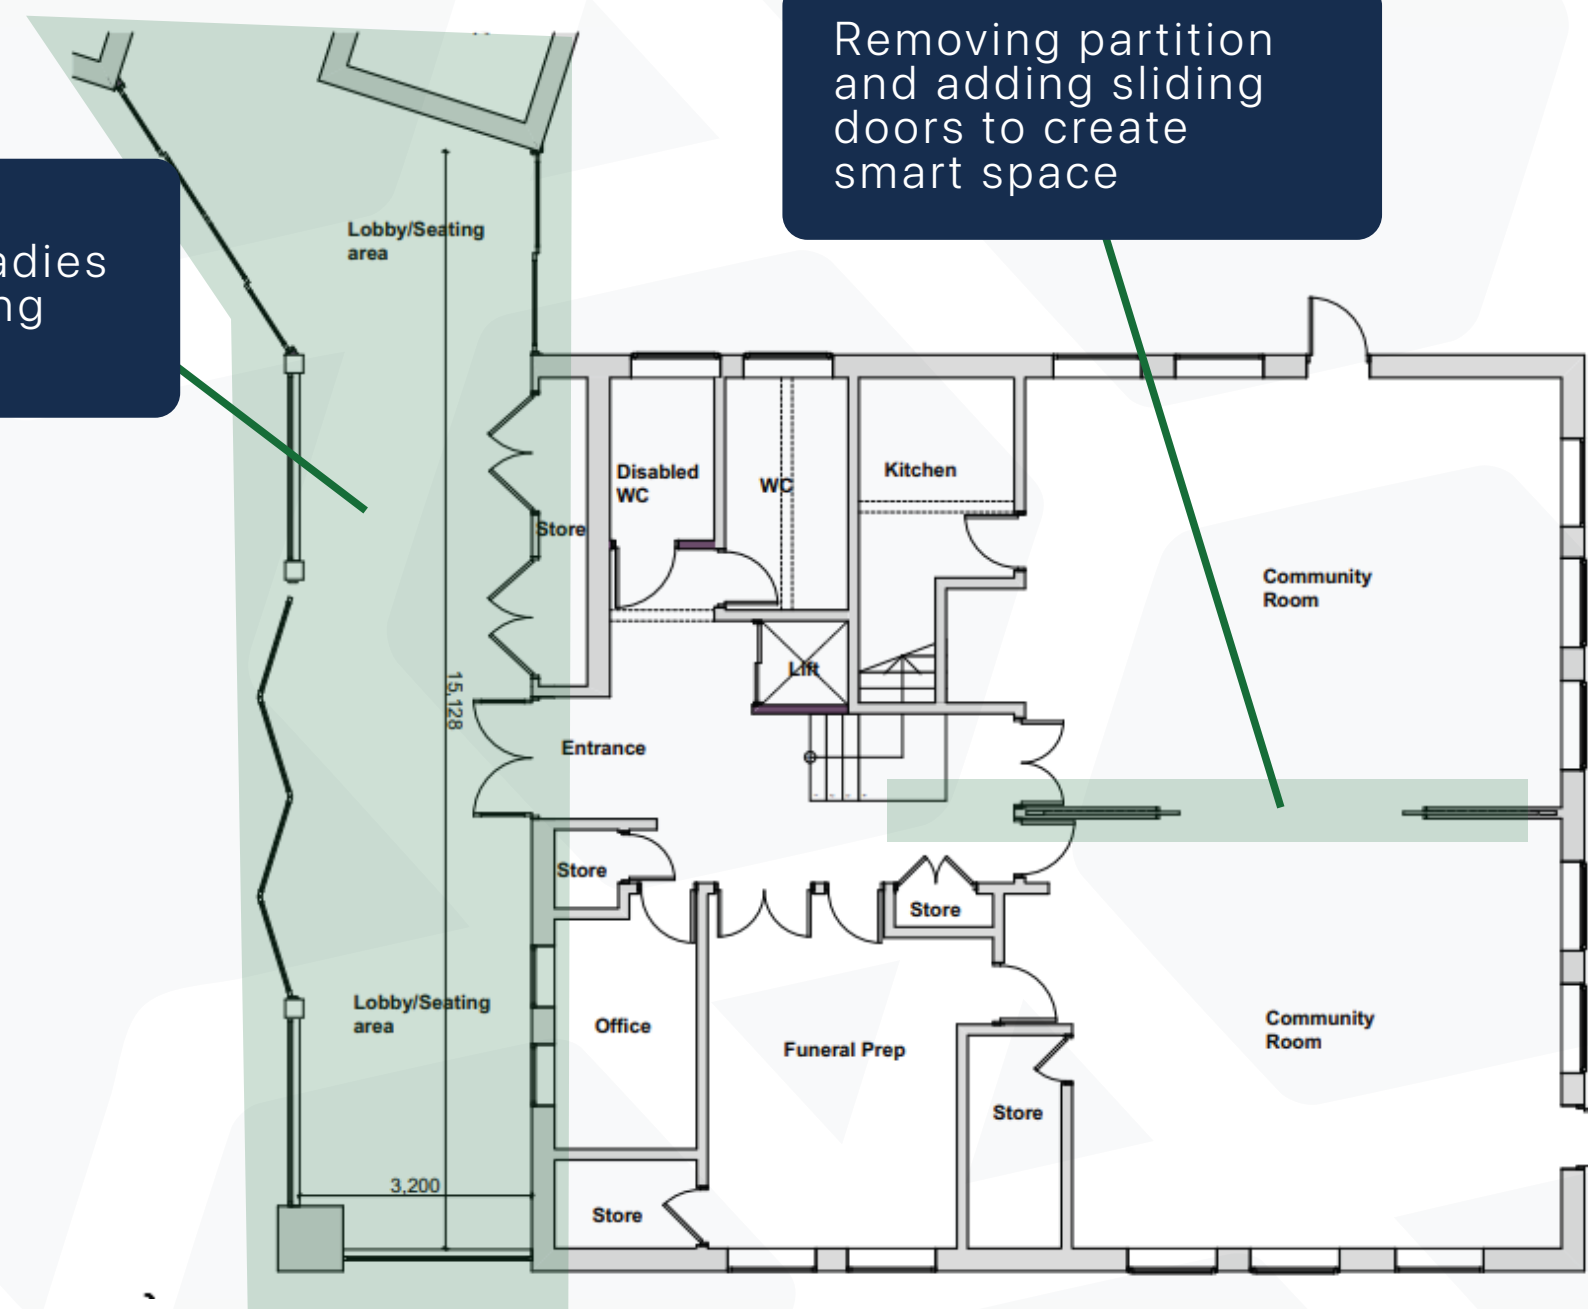 Removing partition
and adding sliding
doors to create
smart space
Lobby/Seating
area
Disabled
WC
WC
Kitchen
Store
Community
Room
Lift
15,128
Entrance
Store
Store
Lobby/Seating
area
Office
Funeral Prep
Community
Room
Store
3,200
Store